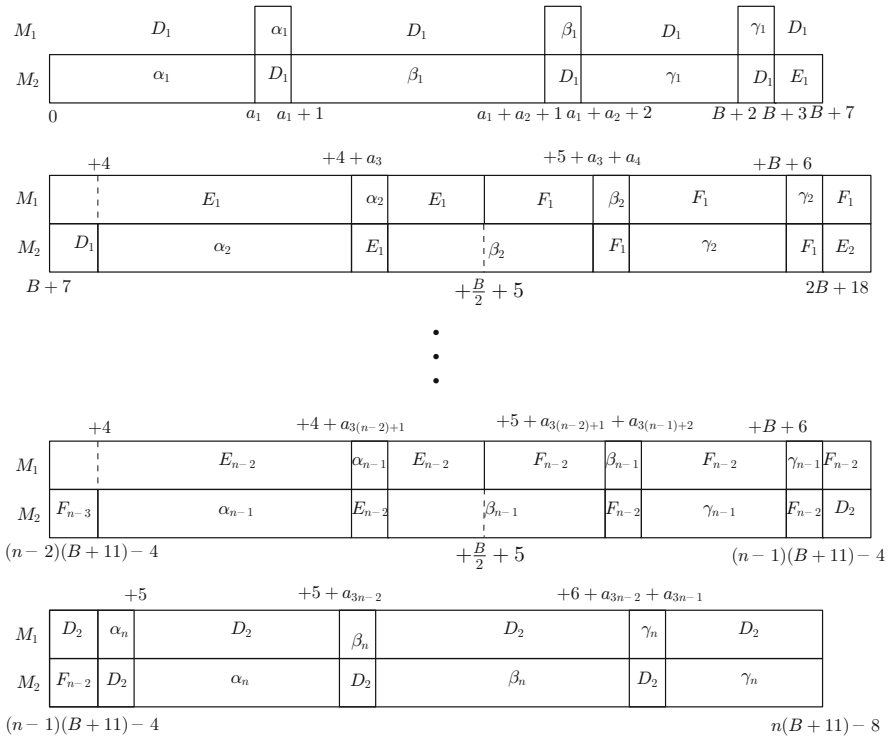 M₁ D₁ α₁ D₁ β₁ D₁ γ₁ D₁
M₂ α₁ D₁ β₁ D₁ γ₁ D₁ E₁
0 a₁ a₁ + 1 a₁ + a₂ + 1 a₁ + a₂ + 2 B + 2 B + 3 B + 7
+4 +4 + a₃ +5 + a₃ + a₄ +B + 6
M₁ E₁ α₂ E₁ F₁ β₂ F₁ γ₂ F₁
M₂ D₁ α₂ E₁ β₂ F₁ γ₂ F₁ E₂
B + 7 +B/2 + 5 2B + 18
+4 +4 + a₃₍ₙ₋₂₎₊₁ +5 + a₃₍ₙ₋₂₎₊₁ + a₃₍ₙ₋₁₎₊₂ +B + 6
M₁ Eₙ₋₂ αₙ₋₁ Eₙ₋₂ Fₙ₋₂ βₙ₋₁ Fₙ₋₂ γₙ₋₁ Fₙ₋₂
M₂ Fₙ₋₃ αₙ₋₁ Eₙ₋₂ βₙ₋₁ Fₙ₋₂ γₙ₋₁ Fₙ₋₂ D₂
(n − 2)(B + 11) − 4 +B/2 + 5 (n − 1)(B + 11) − 4
+5 +5 + a₃ₙ₋₂ +6 + a₃ₙ₋₂ + a₃ₙ₋₁
M₁ D₂ αₙ D₂ βₙ D₂ γₙ D₂
M₂ Fₙ₋₂ D₂ αₙ D₂ βₙ D₂ γₙ
(n − 1)(B + 11) − 4 n(B + 11) − 8